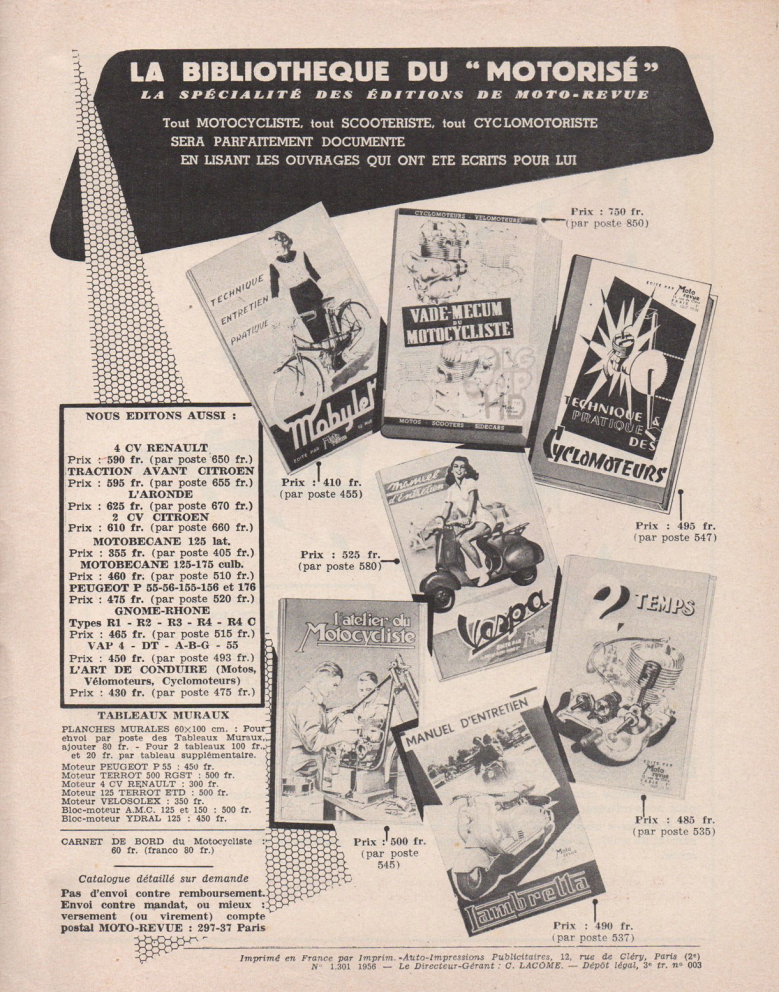 LA BIBLIOTHEQUE DU “ MOTORISÉ ”
LA SPÉCIALITÉ DES ÉDITIONS DE MOTO-REVUE
Tout MOTOCYCLISTE, tout SCOOTERISTE, tout CYCLOMOTORISTE
SERA PARFAITEMENT DOCUMENTE
EN LISANT LES OUVRAGES QUI ONT ETE ECRITS POUR LUI
TECHNIQUE
ENTRETIEN
PRATIQUE
Mobylette
EDITE PAR
Prix : 410 fr.
(par poste 455)
CYCLOMOTEURS - VELOMOTEURS
VADE-MECUM
DU
MOTOCYCLISTE
MOTOS - SCOOTERS - SIDECARS
Prix : 750 fr.
(par poste 850)
EDITE PAR Moto
revue
TECHNIQUE &
PRATIQUE
DES
CYCLOMOTEURS
Prix : 495 fr.
(par poste 547)
manuel
d'entretien
Vespa
Prix : 525 fr.
(par poste 580)
2 TEMPS
Moto
revue
Prix : 485 fr.
(par poste 535)
l'atelier du
Motocycliste
Prix : 500 fr.
(par poste
545)
MANUEL D'ENTRETIEN
Moto
revue
Lambretta
Prix : 490 fr.
(par poste 537)
NOUS EDITONS AUSSI :
4 CV RENAULT
Prix : 590 fr. (par poste 650 fr.)
TRACTION AVANT CITROEN
Prix : 595 fr. (par poste 655 fr.)
L'ARONDE
Prix : 625 fr. (par poste 670 fr.)
2 CV CITROEN
Prix : 610 fr. (par poste 660 fr.)
MOTOBECANE 125 lat.
Prix : 355 fr. (par poste 405 fr.)
MOTOBECANE 125-175 culb.
Prix : 460 fr. (par poste 510 fr.)
PEUGEOT P 55-56-155-156 et 176
Prix : 475 fr. (par poste 520 fr.)
GNOME-RHONE
Types R1 - R2 - R3 - R4 - R4 C
Prix : 465 fr. (par poste 515 fr.)
VAP 4 - DT - A-B-G - 55
Prix : 450 fr. (par poste 493 fr.)
L'ART DE CONDUIRE (Motos,
Vélomoteurs, Cyclomoteurs)
Prix : 430 fr. (par poste 475 fr.)
TABLEAUX MURAUX
PLANCHES MURALES 60×100 cm. : Pour
envoi par poste des Tableaux Muraux,
ajouter 80 fr. - Pour 2 tableaux 100 fr.,
et 20 fr. par tableau supplémentaire.
Moteur PEUGEOT P 55 : 450 fr.
Moteur TERROT 500 RGST : 500 fr.
Moteur 4 CV RENAULT : 300 fr.
Moteur 125 TERROT ETD : 500 fr.
Moteur VELOSOLEX : 350 fr.
Bloc-moteur A.M.C. 125 et 150 : 500 fr.
Bloc-moteur YDRAL 125 : 450 fr.
CARNET DE BORD du Motocycliste :
60 fr. (franco 80 fr.)
Catalogue détaillé sur demande
Pas d'envoi contre remboursement.
Envoi contre mandat, ou mieux :
versement (ou virement) compte
postal MOTO-REVUE : 297-37 Paris
Imprimé en France par Imprim.-Auto-Impressions Publicitaires, 12, rue de Cléry, Paris (2e)
N° 1.301 1956 — Le Directeur-Gérant : C. LACOME. — Dépôt légal, 3e tr. n° 003